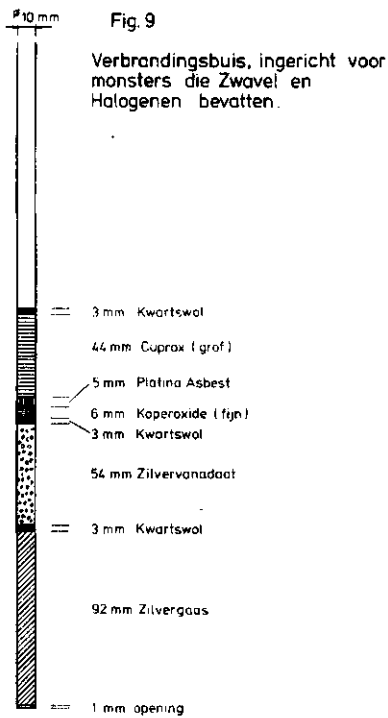 ø 10 mm
Fig. 9
Verbrandingsbuis, ingericht voor
monsters die Zwavel en
Halogenen bevatten.
3 mm Kwartswol
44 mm Cuprox (grof)
5 mm Platina Asbest
6 mm Koperoxide (fijn)
3 mm Kwartswol
54 mm Zilvervanadaat
3 mm Kwartswol
92 mm Zilvergaas
1 mm opening